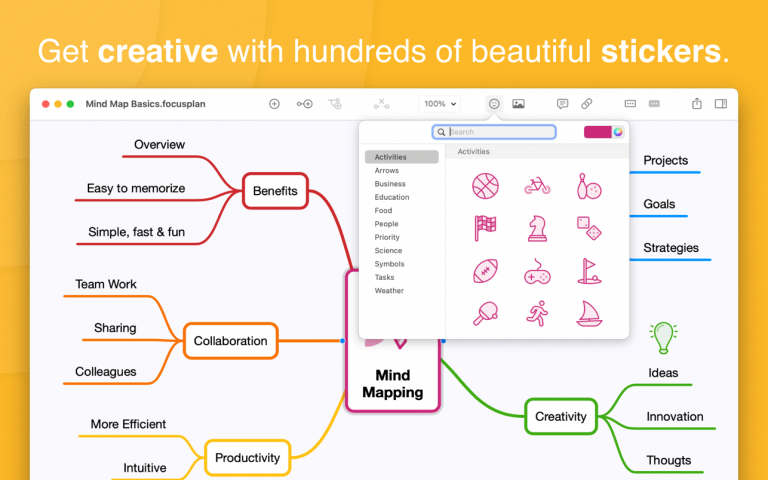 Get creative with hundreds of beautiful stickers.
Mind Map Basics.focusplan
100%
Search
Activities
Arrows
Business
Education
Food
People
Priority
Science
Symbols
Tasks
Weather
Activities
Overview
Easy to memorize
Simple, fast & fun
Benefits
Team Work
Sharing
Colleagues
Collaboration
More Efficient
Intuitive
Productivity
Mind
Mapping
Projects
Goals
Strategies
Creativity
Ideas
Innovation
Thougts